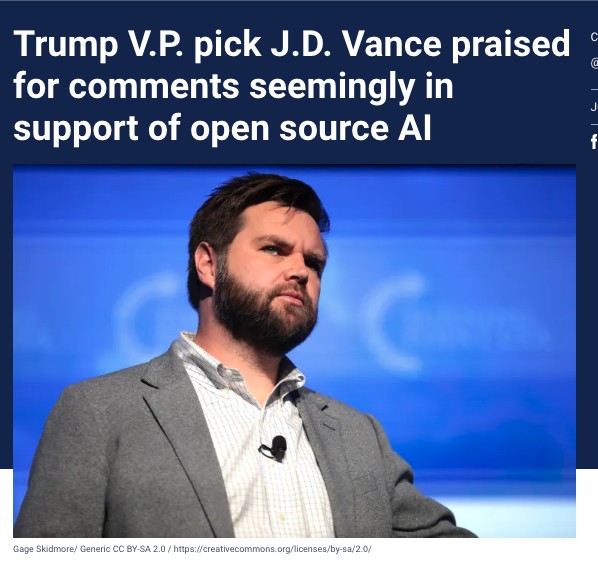 Trump V.P. pick J.D. Vance praised
for comments seemingly in
support of open source AI
Gage Skidmore/ Generic CC BY-SA 2.0 / https://creativecommons.org/licenses/by-sa/2.0/